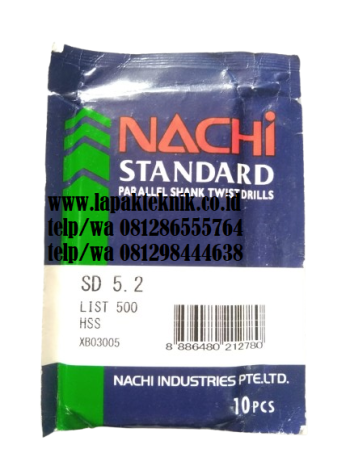 NACHi
STANDARD
PARALLEL SHANK TWIST DRILLS
www.lapakteknik.co.id
telp/wa 081286555764
telp/wa 081298444638
SD 5.2
LIST 500
HSS
XB03005
8 886480 212780
NACHI INDUSTRIES PTE.LTD.
10PCS